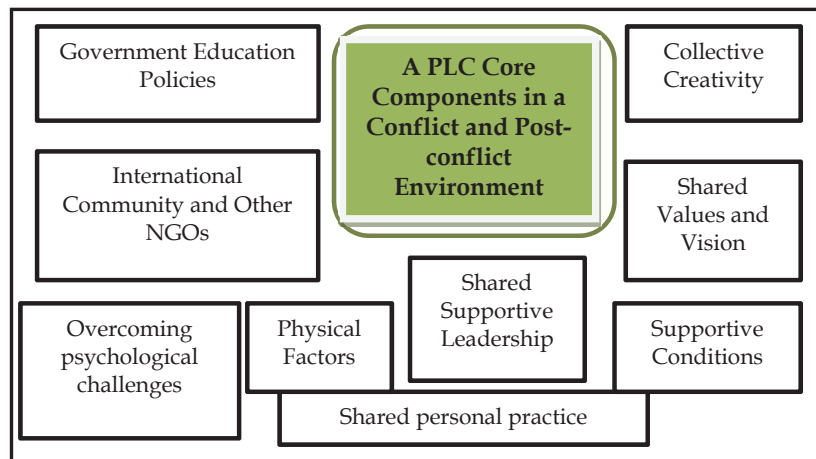 Government Education
Policies
A PLC Core
Components in a
Conflict and Post-
conflict
Environment
Collective
Creativity
International
Community and Other
NGOs
Shared
Values and
Vision
Overcoming
psychological
challenges
Physical
Factors
Shared
Supportive
Leadership
Supportive
Conditions
Shared personal practice